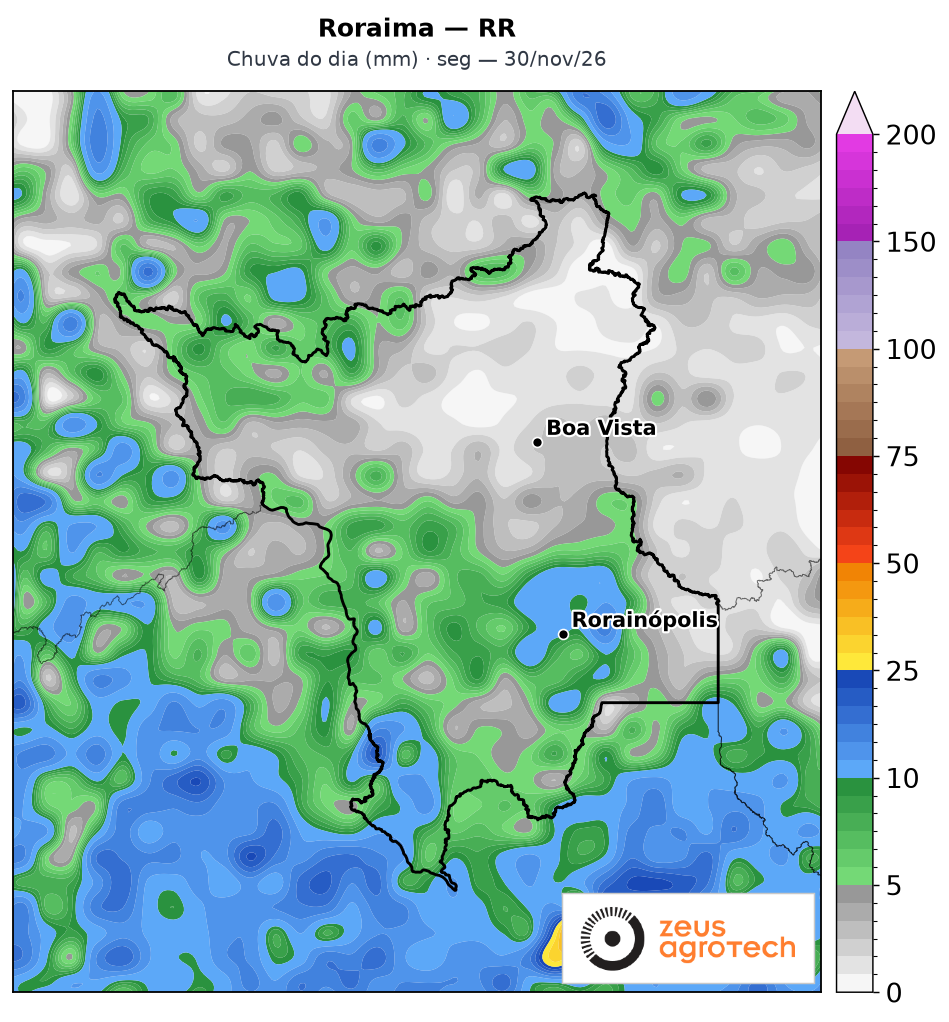 Roraima — RR
Chuva do dia (mm) · seg — 30/nov/26
200
150
100
75
50
25
10
5
0
Boa Vista
Rorainópolis
zeus
agrotech